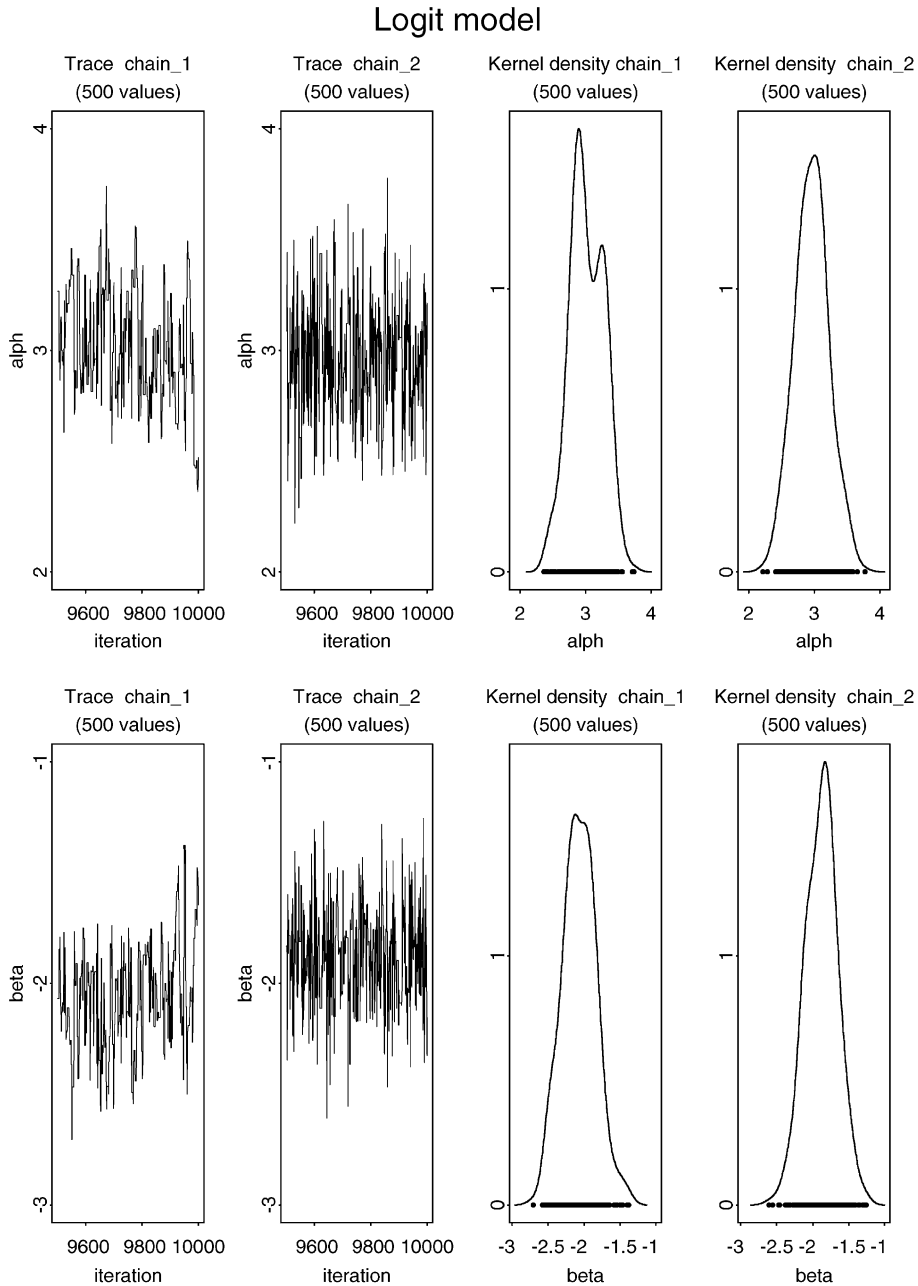 Logit model
Trace chain_1
(500 values)
Trace chain_2
(500 values)
Kernel density chain_1
(500 values)
Kernel density chain_2
(500 values)
4
3
2
alph
9600 9800 10000
iteration
4
3
2
alph
9600 9800 10000
iteration
1
0
2 3 4
alph
1
0
2 3 4
alph
Trace chain_1
(500 values)
Trace chain_2
(500 values)
Kernel density chain_1
(500 values)
Kernel density chain_2
(500 values)
-1
-2
-3
beta
9600 9800 10000
iteration
-1
-2
-3
beta
9600 9800 10000
iteration
1
0
-3 -2.5 -2 -1.5 -1
beta
1
0
-3 -2.5 -2 -1.5 -1
beta